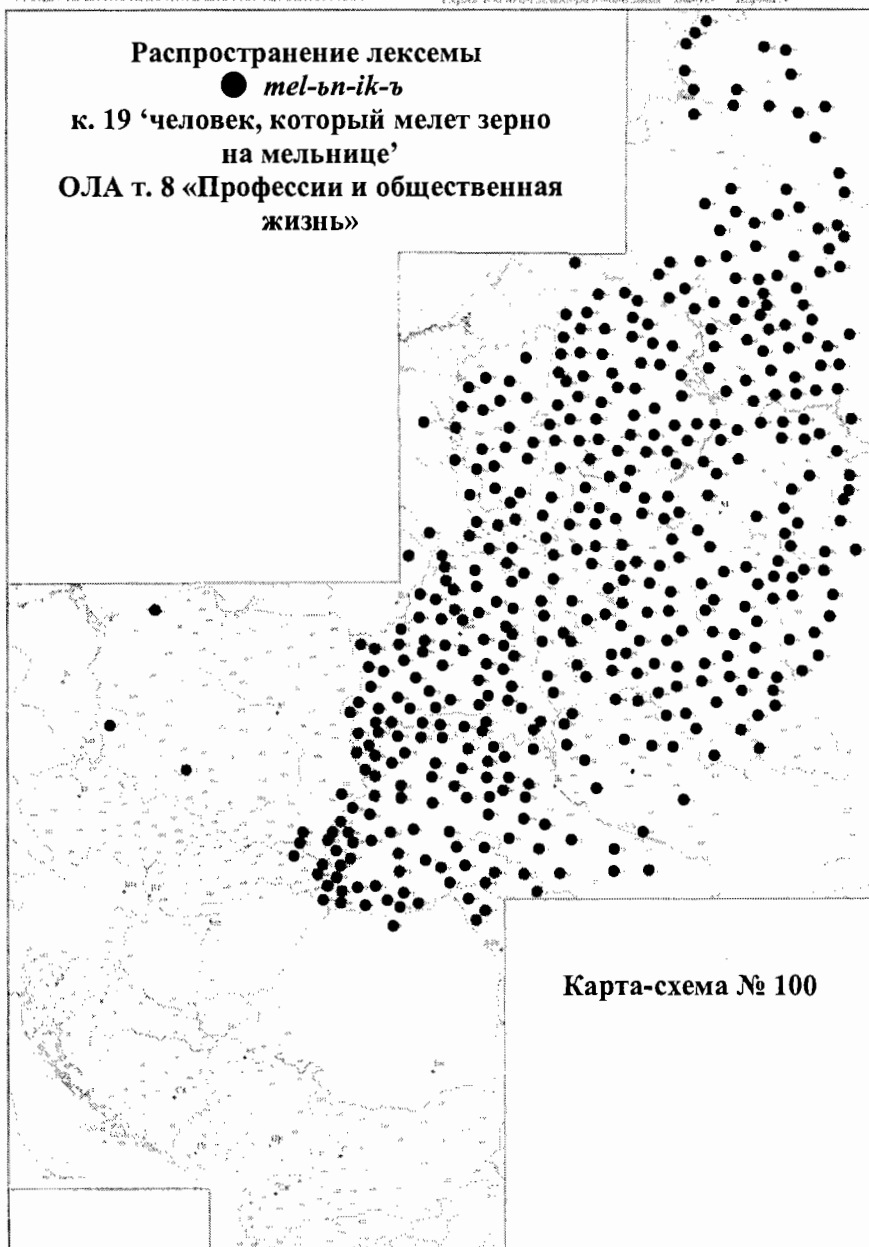 Распространение лексемы
● mel-ьn-ik-ъ
к. 19 ‘человек, который мелет зерно
на мельнице’
ОЛА т. 8 «Профессии и общественная
жизнь»
Карта-схема № 100